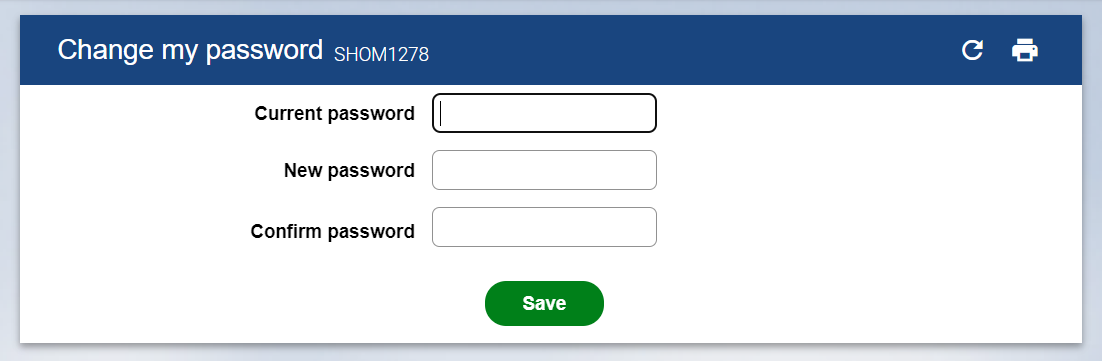 Change my password SHOM1278
Current password
New password
Confirm password
Save